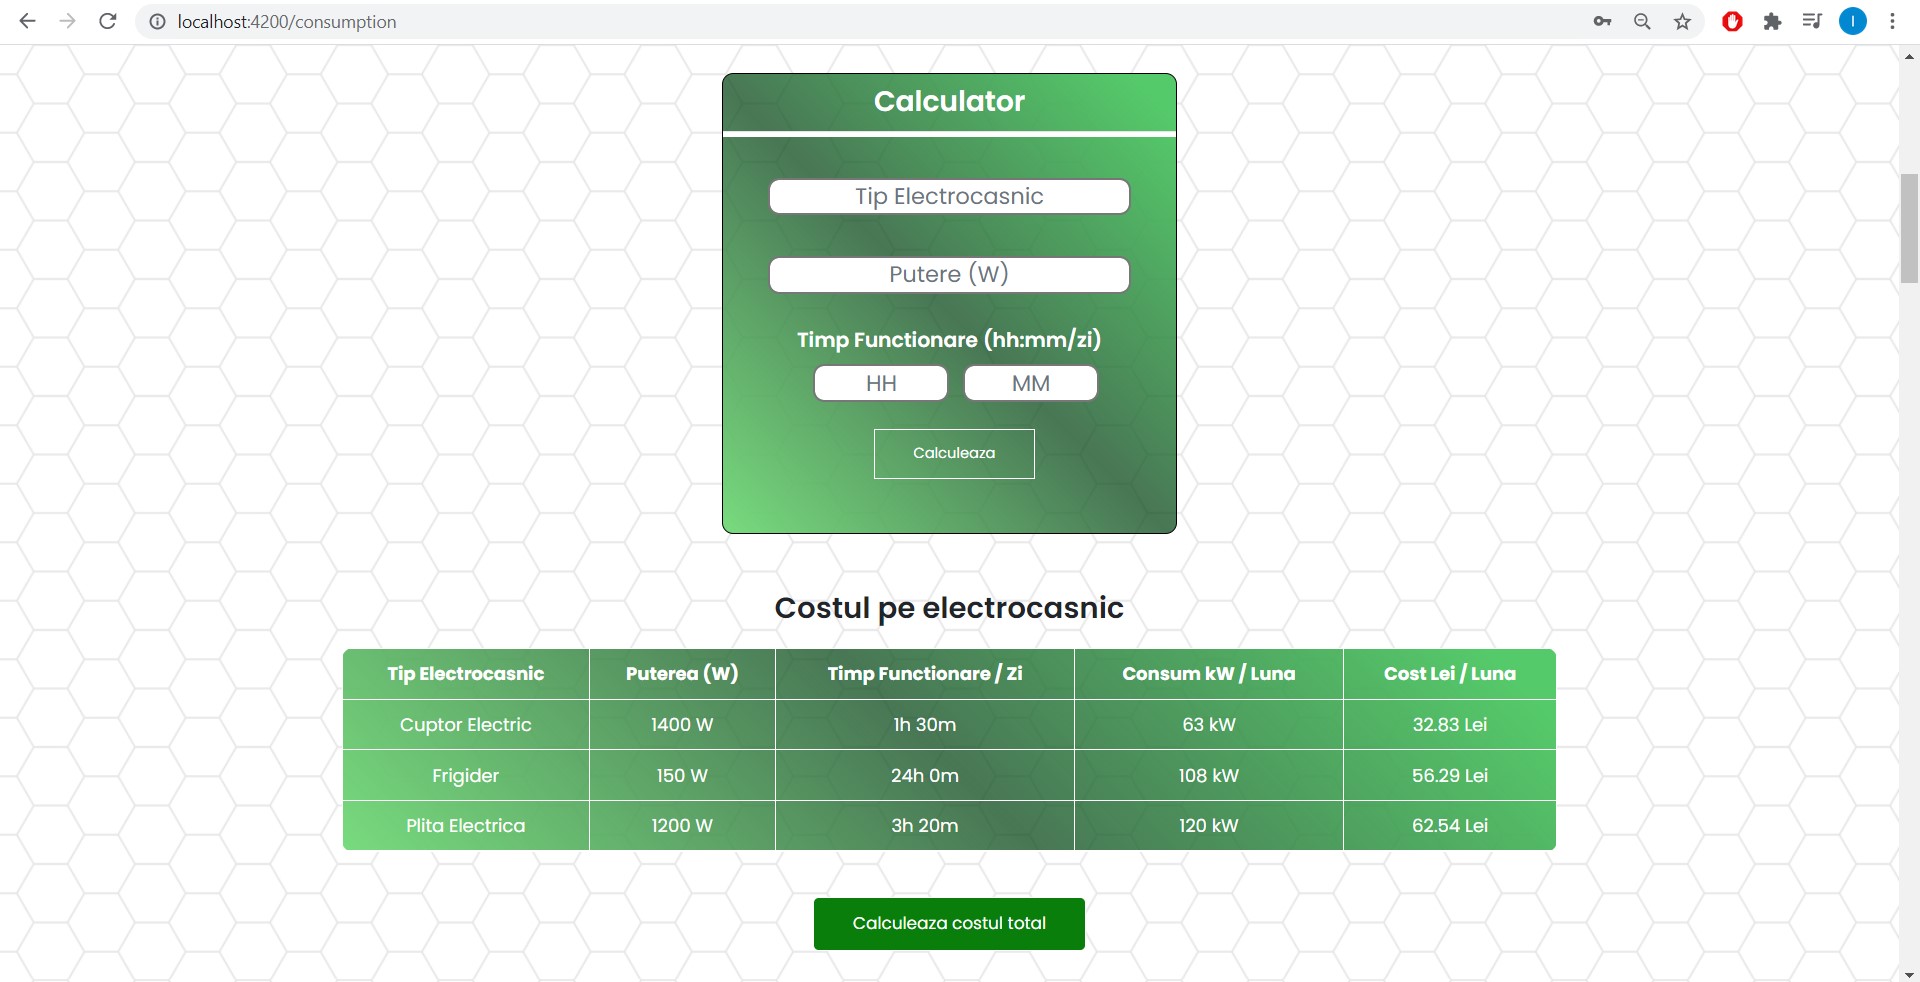 localhost:4200/consumption
I
Calculator
Tip Electrocasnic
Putere (W)
Timp Functionare (hh:mm/zi)
HH MM
Calculeaza
Costul pe electrocasnic
Tip Electrocasnic Puterea (W) Timp Functionare / Zi Consum kW / Luna Cost Lei / Luna
Cuptor Electric 1400 W 1h 30m 63 kW 32.83 Lei
Frigider 150 W 24h 0m 108 kW 56.29 Lei
Plita Electrica 1200 W 3h 20m 120 kW 62.54 Lei
Calculeaza costul total